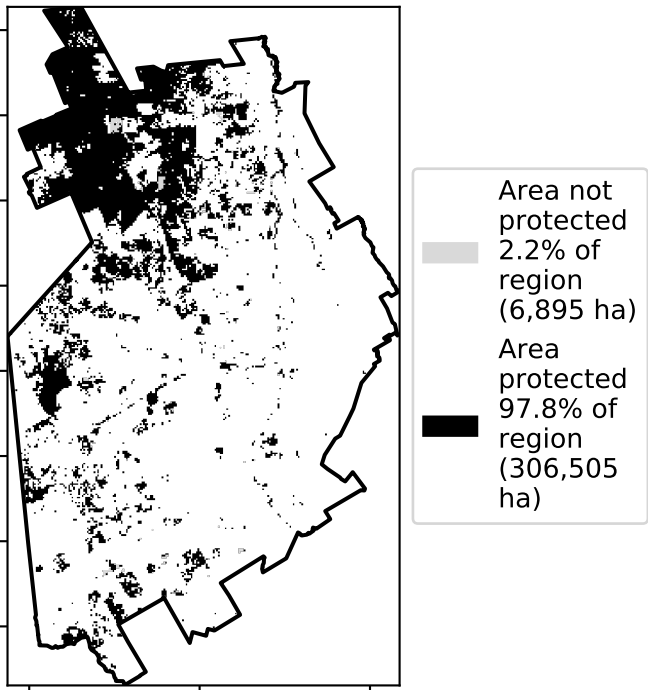 Area not
protected
2.2% of
region
(6,895 ha)
Area
protected
97.8% of
region
(306,505
ha)